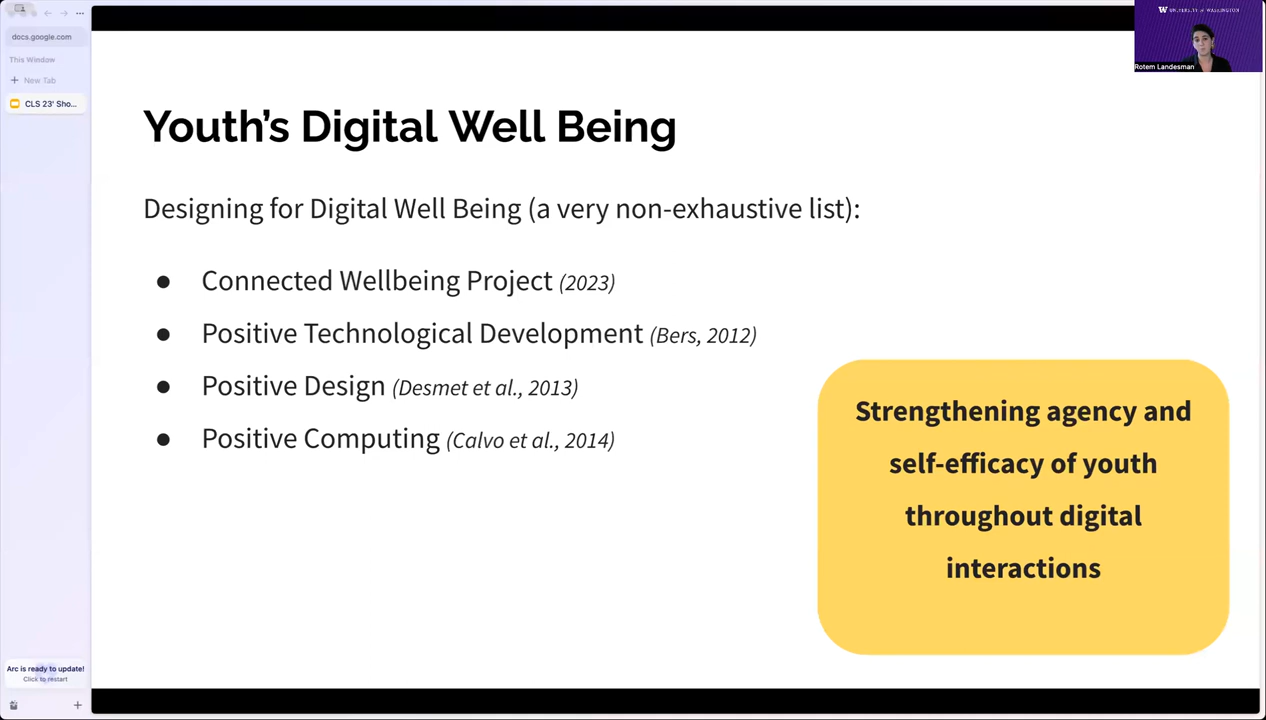 docs.google.com
This Window
New Tab
CLS 23' Sho...
UNIVERSITY of WASHINGTON
Rotem Landesman
Youth's Digital Well Being
Designing for Digital Well Being (a very non-exhaustive list):
● Connected Wellbeing Project (2023)
● Positive Technological Development (Bers, 2012)
● Positive Design (Desmet et al., 2013)
● Positive Computing (Calvo et al., 2014)
Strengthening agency and
self-efficacy of youth
throughout digital
interactions
Arc is ready to update!
Click to restart